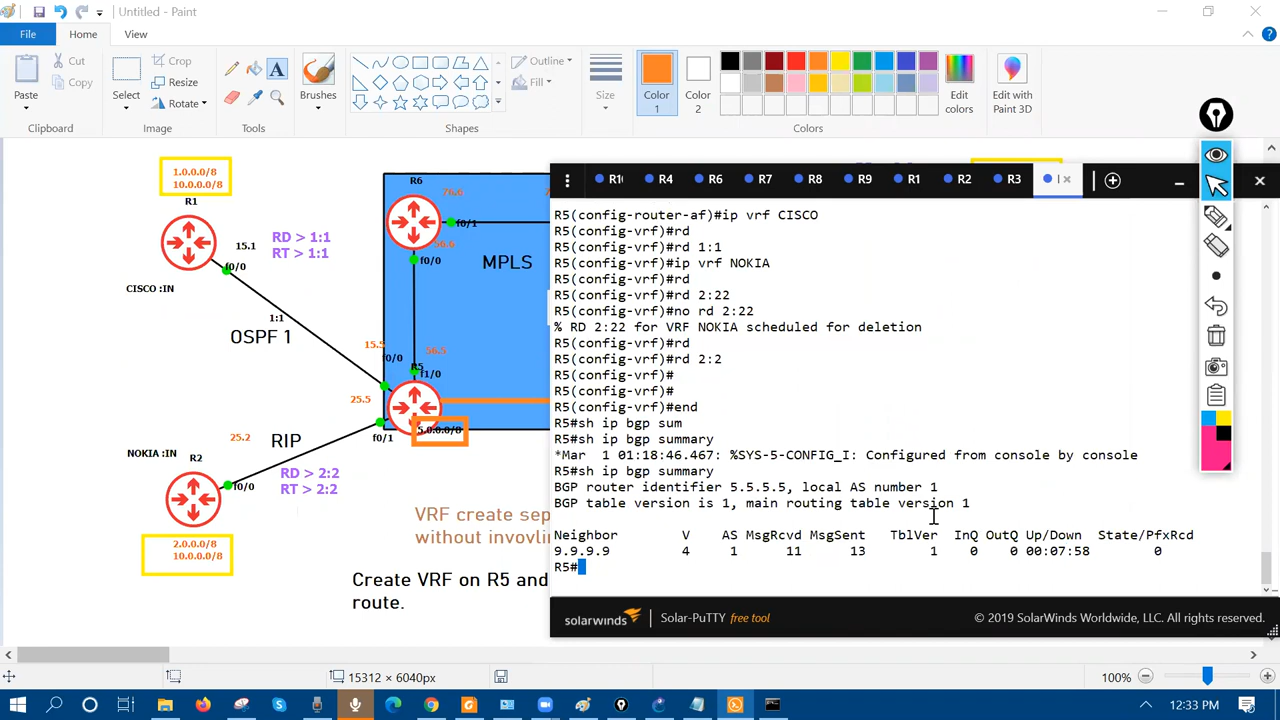 Untitled - Paint
File
Home
View
Paste
Cut
Copy
Clipboard
Select
Crop
Resize
Rotate
Image
A
Tools
Brushes
Outline
Fill
Shapes
Size
Color
1
Color
2
Edit
colors
Edit with
Paint 3D
Colors
1.0.0.0/8
10.0.0.0/8
R1
15.1
f0/0
RD > 1:1
RT > 1:1
CISCO :IN
1:1
OSPF 1
R6
76.6
f0/1
56.6
f0/0
MPLS
15.5
f0/0
56.5
R5
f1/0
25.5
5.0.0.0/8
f0/1
25.2
RIP
NOKIA :IN
R2
f0/0
RD > 2:2
RT > 2:2
2.0.0.0/8
10.0.0.0/8
VRF create sep
without invovlin
Create VRF on R5 and
route.
R4
R6
R7
R8
R9
R1
R2
R3
R5(config-router-af)#ip vrf CISCO
R5(config-vrf)#rd
R5(config-vrf)#rd 1:1
R5(config-vrf)#ip vrf NOKIA
R5(config-vrf)#rd
R5(config-vrf)#rd 2:22
R5(config-vrf)#no rd 2:22
% RD 2:22 for VRF NOKIA scheduled for deletion
R5(config-vrf)#rd
R5(config-vrf)#rd 2:2
R5(config-vrf)#
R5(config-vrf)#
R5(config-vrf)#end
R5#sh ip bgp sum
R5#sh ip bgp summary
*Mar  1 01:18:46.467: %SYS-5-CONFIG_I: Configured from console by console
R5#sh ip bgp summary
BGP router identifier 5.5.5.5, local AS number 1
BGP table version is 1, main routing table version 1
Neighbor V AS MsgRcvd MsgSent TblVer InQ OutQ Up/Down State/PfxRcd
9.9.9.9 4 1 11 13 1 0 0 00:07:58 0
R5#
solarwinds
Solar-PuTTY free tool
© 2019 SolarWinds Worldwide, LLC. All rights reserved.
15312 × 6040px
100%
12:33 PM